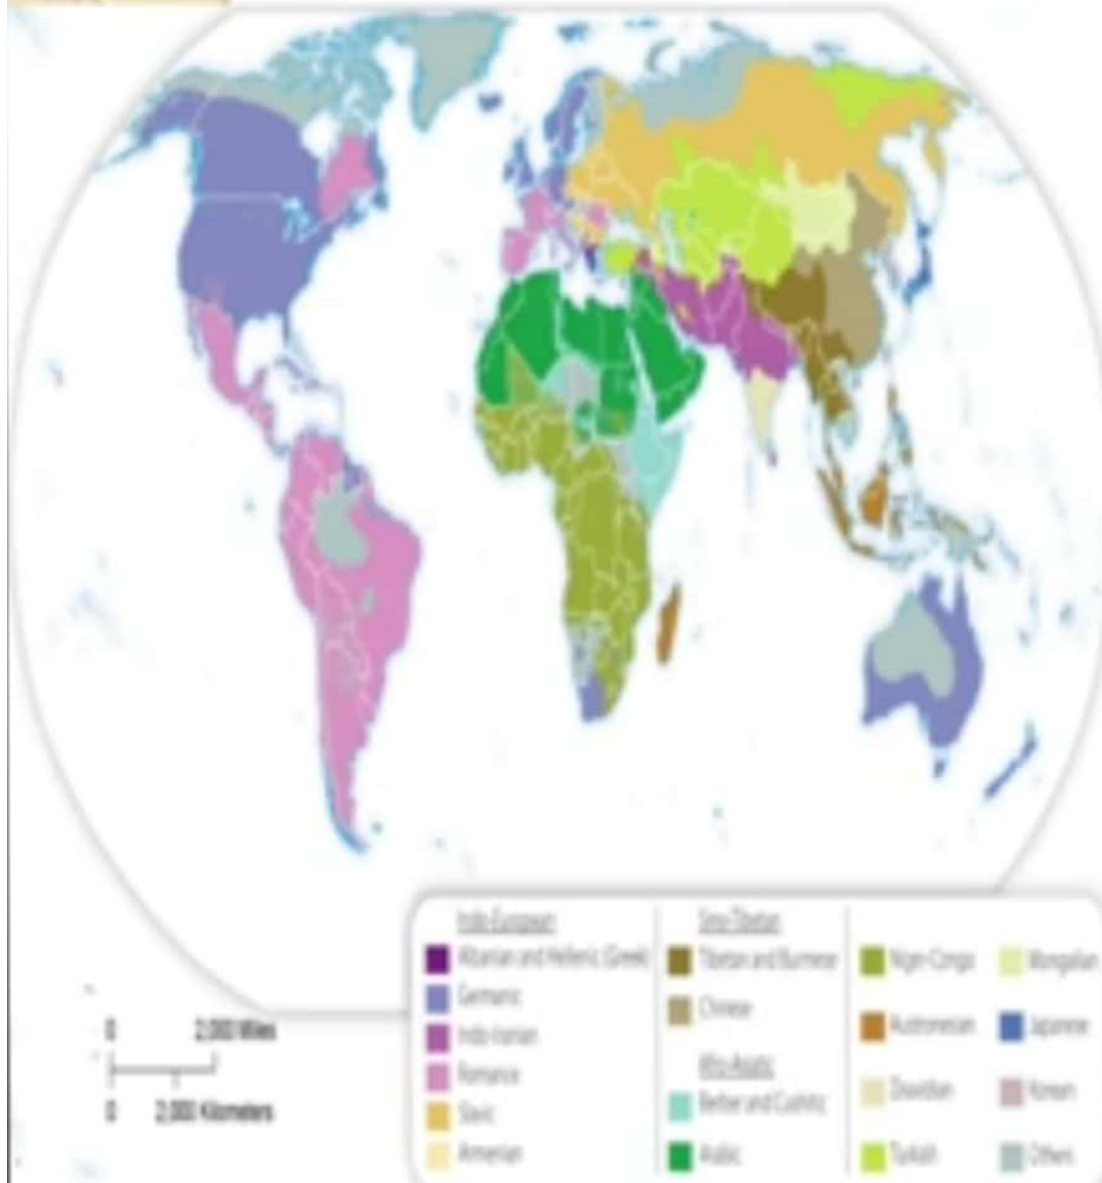 Indo-European
Albanian and Hellenic (Greek)
Germanic
Indo-Iranian
Romance
Slavic
Armenian
Sino-Tibetan
Tibetan and Burmese
Chinese
Afro-Asiatic
Berber and Cushitic
Arabic
Niger-Congo
Austronesian
Dravidian
Turkish
Mongolian
Japanese
Korean
Others
0 2,000 Miles
0 2,000 Kilometers